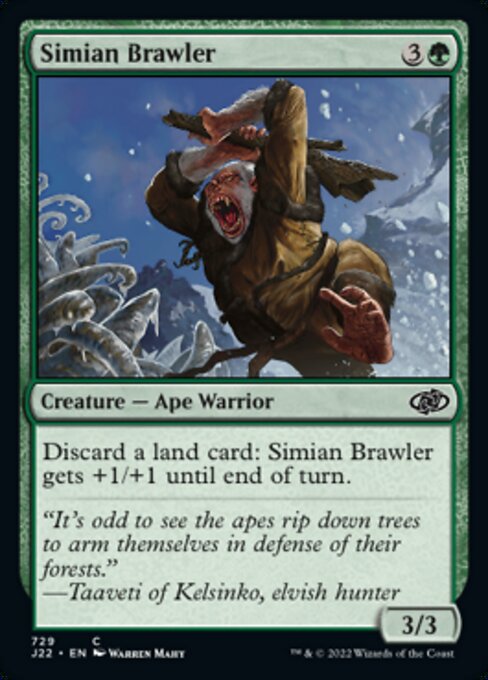 Simian Brawler 3
Creature — Ape Warrior
Discard a land card: Simian Brawler
gets +1/+1 until end of turn.
“It’s odd to see the apes rip down trees
to arm themselves in defense of their
forests.”
—Taaveti of Kelsinko, elvish hunter
3/3
729 C
J22 • EN Warren Mahy ™ & © 2022 Wizards of the Coast